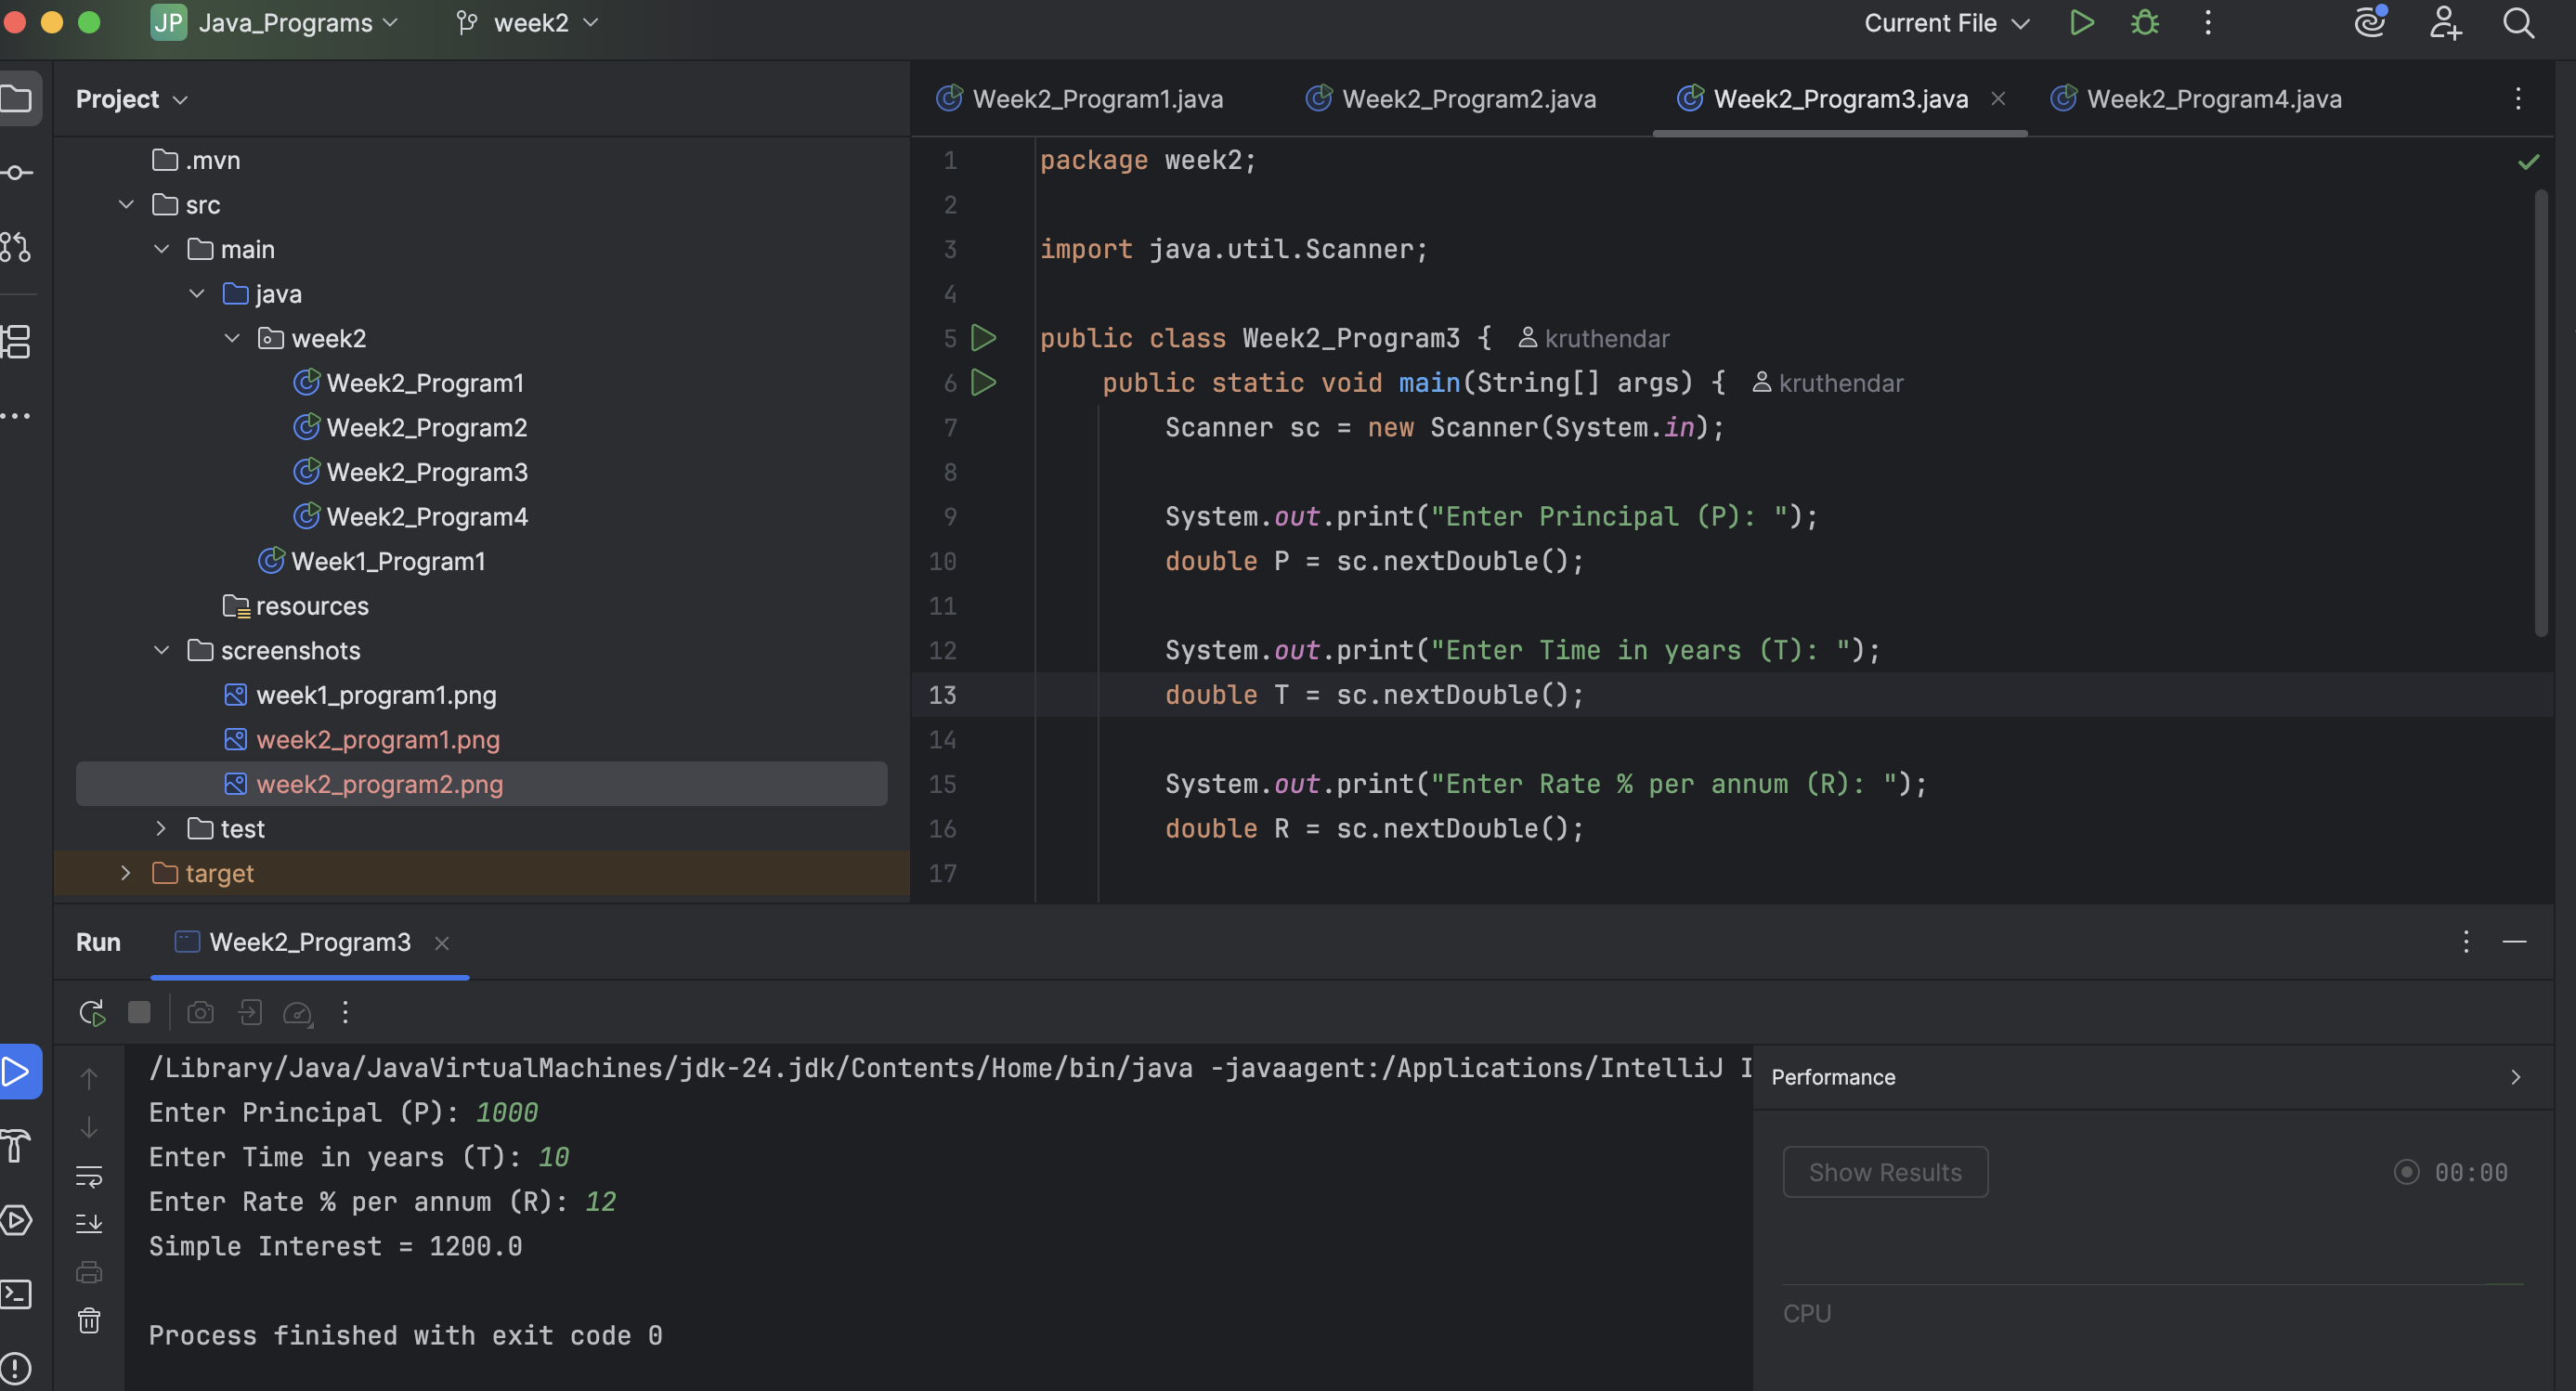 JP Java_Programs week2 Current File
Project
.mvn
src
main
java
week2
Week2_Program1
Week2_Program2
Week2_Program3
Week2_Program4
Week1_Program1
resources
screenshots
week1_program1.png
week2_program1.png
week2_program2.png
test
target
Week2_Program1.java Week2_Program2.java Week2_Program3.java Week2_Program4.java
1 package week2;
2
3 import java.util.Scanner;
4
5 public class Week2_Program3 { kruthendar
6 public static void main(String[] args) { kruthendar
7 Scanner sc = new Scanner(System.in);
8
9 System.out.print("Enter Principal (P): ");
10 double P = sc.nextDouble();
11
12 System.out.print("Enter Time in years (T): ");
13 double T = sc.nextDouble();
14
15 System.out.print("Enter Rate % per annum (R): ");
16 double R = sc.nextDouble();
17
Run Week2_Program3
/Library/Java/JavaVirtualMachines/jdk-24.jdk/Contents/Home/bin/java -javaagent:/Applications/IntelliJ I
Enter Principal (P): 1000
Enter Time in years (T): 10
Enter Rate % per annum (R): 12
Simple Interest = 1200.0
Process finished with exit code 0
Performance
Show Results 00:00
CPU